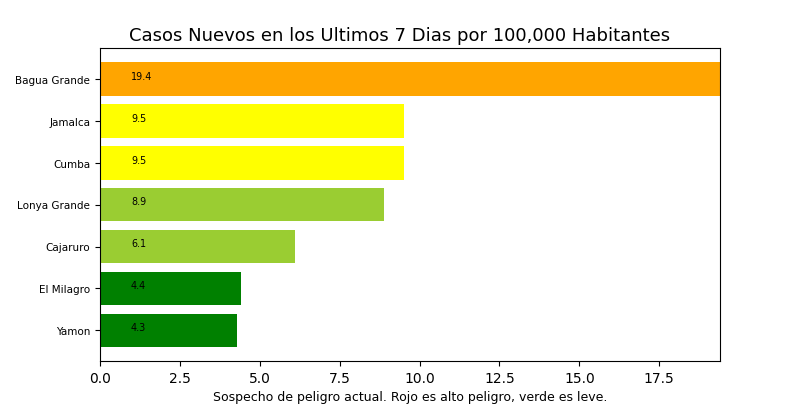 Casos Nuevos en los Ultimos 7 Dias por 100,000 Habitantes
Bagua Grande 19.4
Jamalca 9.5
Cumba 9.5
Lonya Grande 8.9
Cajaruro 6.1
El Milagro 4.4
Yamon 4.3
0.0 2.5 5.0 7.5 10.0 12.5 15.0 17.5
Sospecho de peligro actual. Rojo es alto peligro, verde es leve.